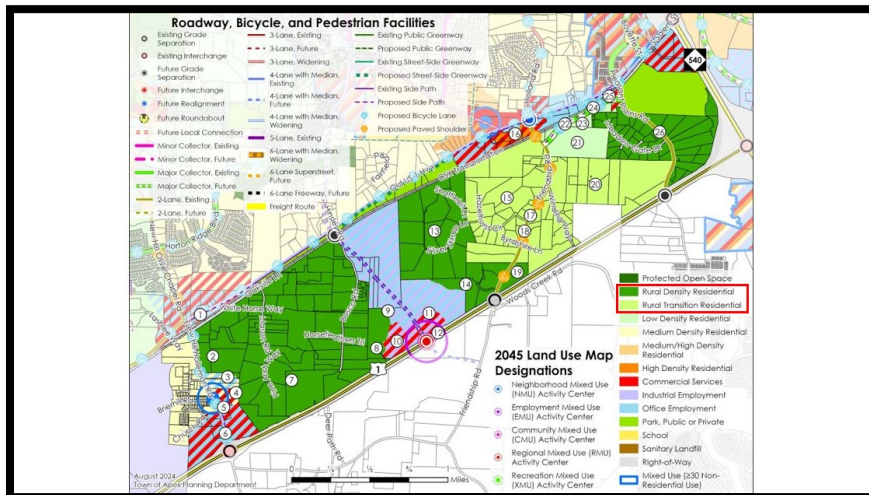 Roadway, Bicycle, and Pedestrian Facilities
Existing Grade
Separation
Existing Interchange
Future Grade
Separation
Future Interchange
Future Realignment
Future Roundabout
Future Local Connection
Minor Collector, Existing
Minor Collector, Future
Major Collector, Existing
Major Collector, Future
2-Lane, Existing
2-Lane, Future
3-Lane, Existing
3-Lane, Future
3-Lane, Widening
4-Lane with Median,
Existing
4-Lane with Median,
Future
4-Lane with Median,
Widening
5-Lane, Existing
6-Lane with Median,
Widening
6-Lane Superstreet,
Future
6-Lane Freeway, Future
Freight Route
Existing Public Greenway
Proposed Public Greenway
Existing Street-Side Greenway
Proposed Street-Side Greenway
Existing Side Path
Proposed Side Path
Proposed Bicycle Lane
Proposed Paved Shoulder
540
Holland Rd
25
24
22
23
26
21
16
20
15
17
18
13
19
14
Woods Creek Rd
Friendship Rd
Horton Ridge Blvd
1
White Horse Way
9
11
12
10
8
1
2
7
3
4
5
6
Horsefeathers Trl
Deer Path Rd
Protected Open Space
Rural Density Residential
Rural Transition Residential
Low Density Residential
Medium Density Residential
Medium/High Density
Residential
High Density Residential
Commercial Services
Industrial Employment
Office Employment
Park, Public or Private
School
Sanitary Landfill
Right-of-Way
Mixed Use (≥30 Non-
Residential Use)
2045 Land Use Map
Designations
Neighborhood Mixed Use
(NMU) Activity Center
Employment Mixed Use
(EMU) Activity Center
Community Mixed Use
(CMU) Activity Center
Regional Mixed Use (RMU)
Activity Center
Recreation Mixed Use
(XMU) Activity Center
August 2024
Town of Apex Planning Department
0
1
Miles